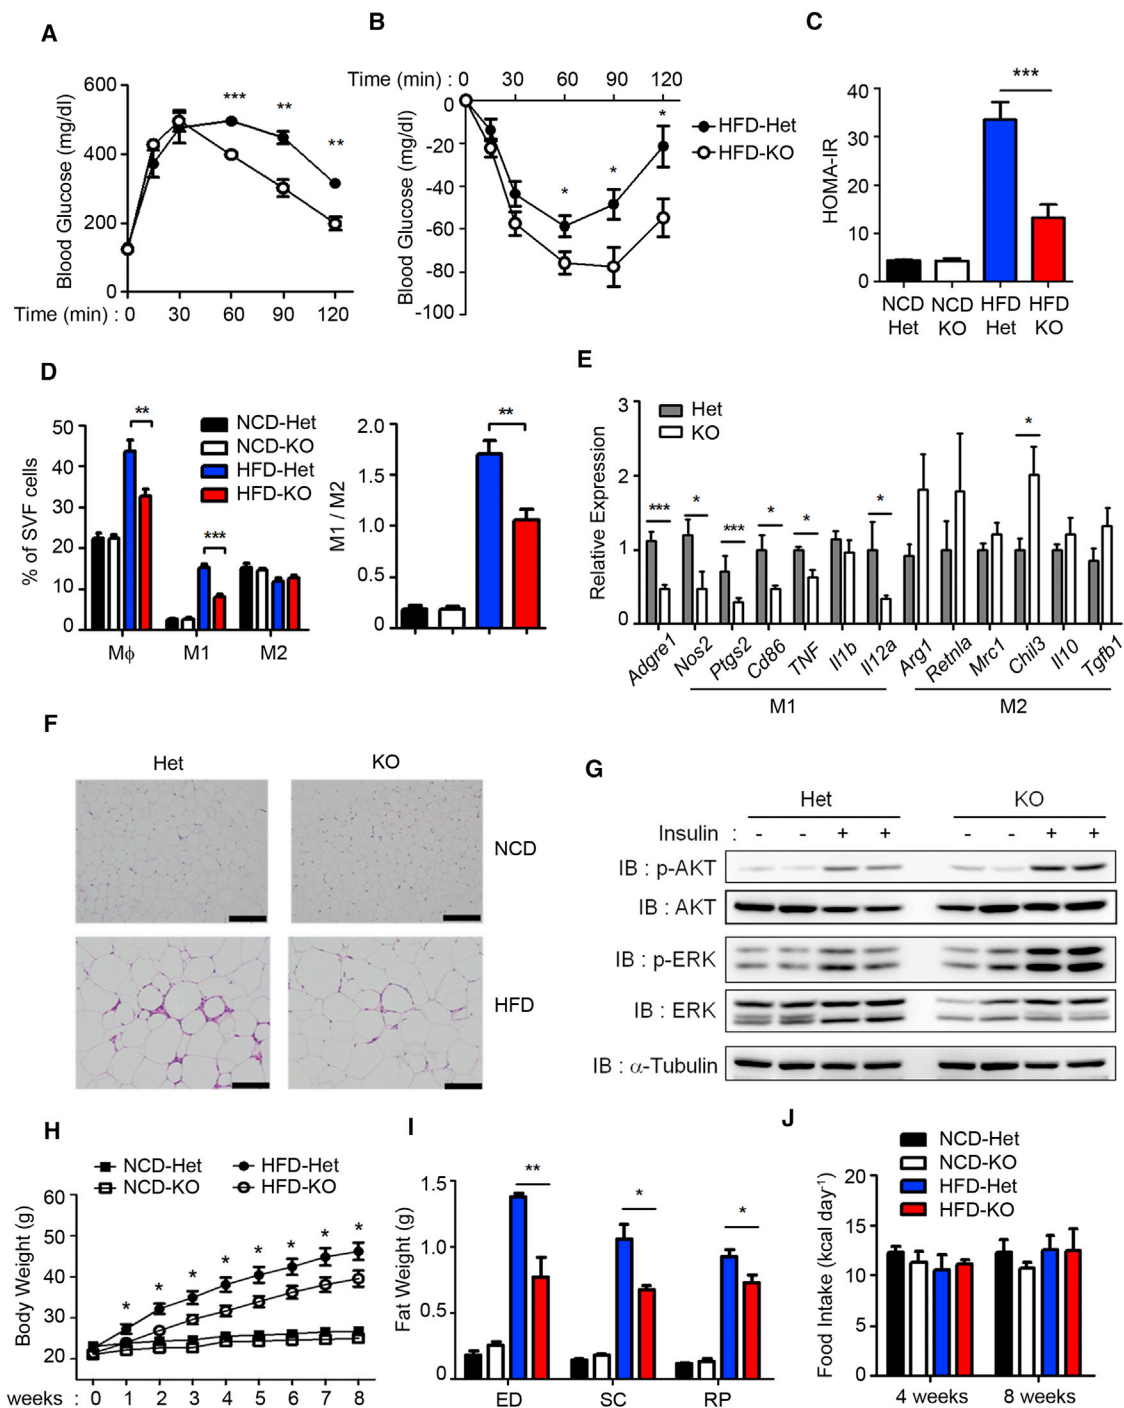 A
600
400
200
0
Blood Glucose (mg/dl)
***
**
**
Time (min) : 0 30 60 90 120
B
Time (min) : 0 30 60 90 120
0
-20
-40
-60
-80
-100
Blood Glucose (mg/dl)
*
*
*
HFD-Het
HFD-KO
C
40
30
20
10
0
HOMA-IR
***
NCD NCD HFD HFD
Het KO Het KO
D
50
40
30
20
10
0
% of SVF cells
**
***
NCD-Het
NCD-KO
HFD-Het
HFD-KO
Mϕ M1 M2
2.0
1.5
1.0
0.5
0
M1 / M2
**
E
3
2
1
0
Relative Expression
Het
KO
*** * *** * * * *
Adgre1 Nos2 Ptgs2 Cd86 TNF Il1b Il12a Arg1 Retnla Mrc1 Chil3 Il10 Tgfb1
M1 M2
F
Het KO
NCD
HFD
G
Het KO
Insulin : - - + + - - + +
IB : p-AKT
IB : AKT
IB : p-ERK
IB : ERK
IB : α-Tubulin
H
NCD-Het HFD-Het
NCD-KO HFD-KO
60
50
40
30
20
Body Weight (g)
* * * * * * * *
weeks : 0 1 2 3 4 5 6 7 8
I
1.5
1.0
0.5
0
Fat Weight (g)
**
*
*
ED SC RP
J
NCD-Het
NCD-KO
HFD-Het
HFD-KO
20
15
10
5
0
Food Intake (kcal day-1)
4 weeks 8 weeks